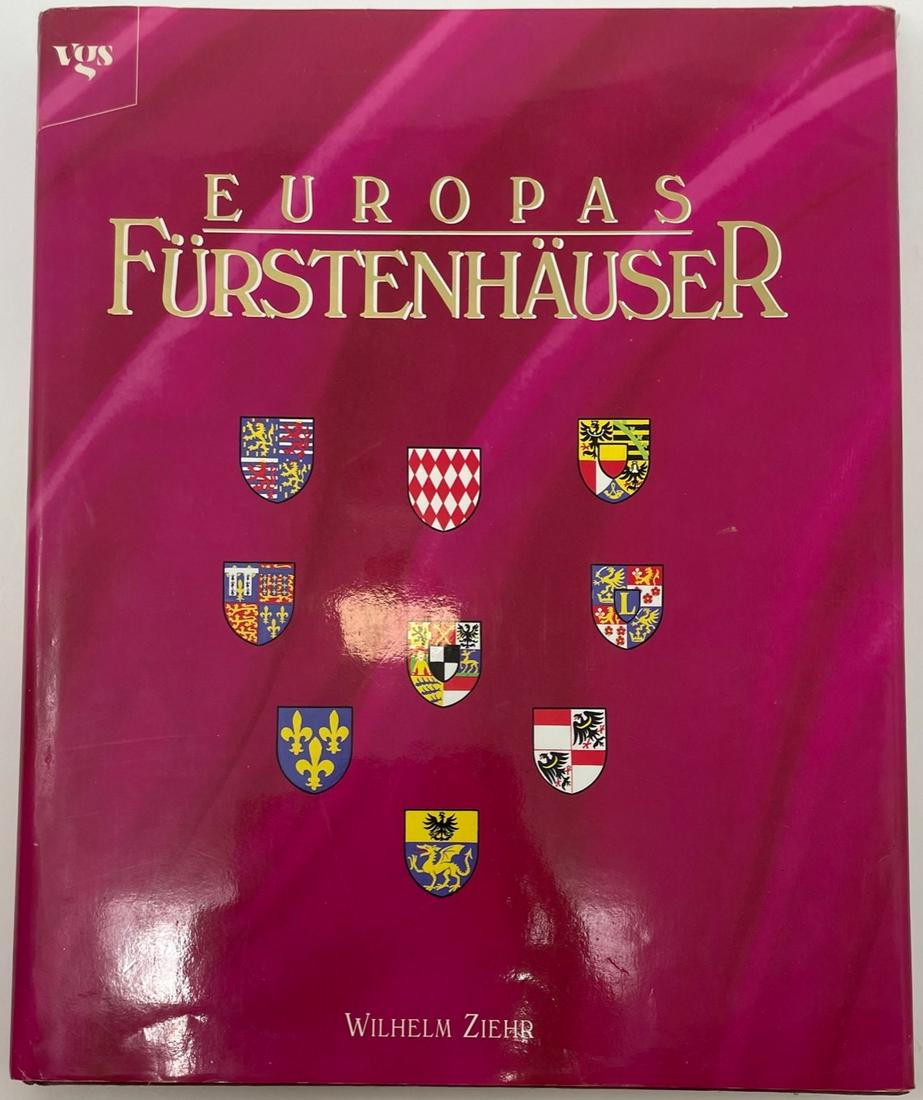 vgs
EUROPAS
FÜRSTENHÄUSER
L
WILHELM ZIEHR